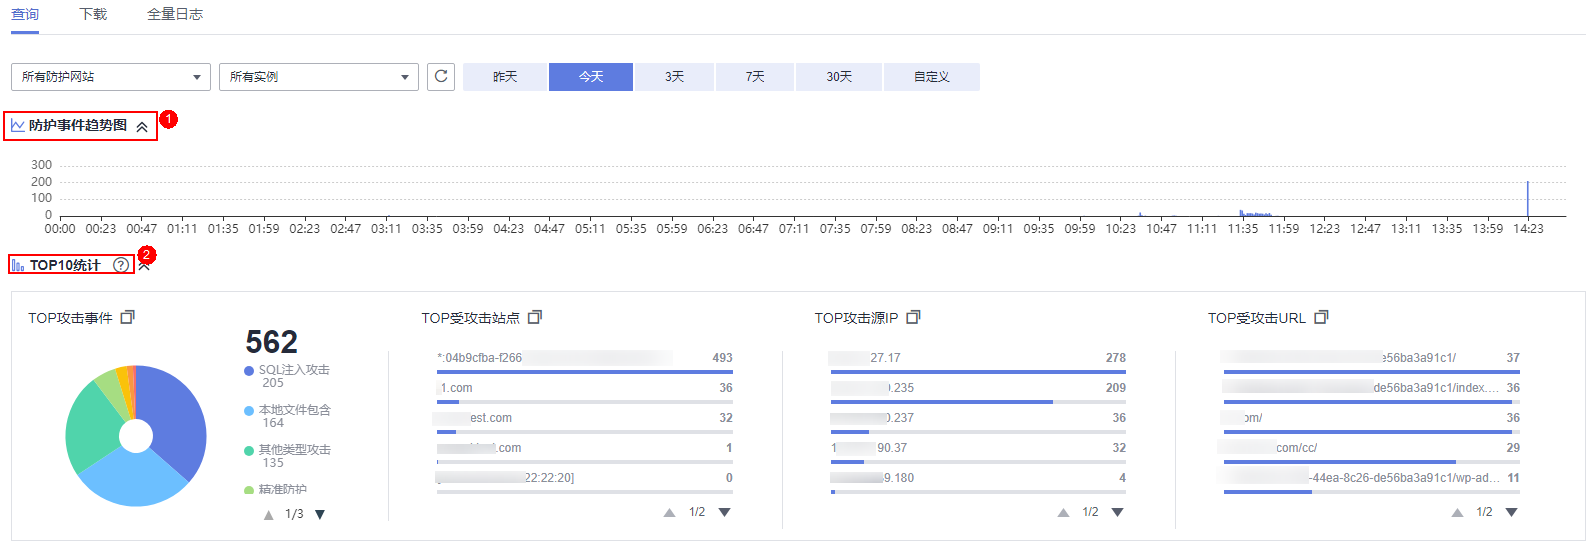 查询 下载 全量日志
所有防护网站 所有实例 昨天 今天 3天 7天 30天 自定义
防护事件趋势图 1
300
200
100
0
00:00 00:23 00:47 01:11 01:35 01:59 02:23 02:47 03:11 03:35 03:59 04:23 04:47 05:11 05:35 05:59 06:23 06:47 07:11 07:35 07:59 08:23 08:47 09:11 09:35 09:59 10:23 10:47 11:11 11:35 11:59 12:23 12:47 13:11 13:35 13:59 14:23
TOP10统计 ? 2
TOP攻击事件
562
SQL注入攻击
205
本地文件包含
164
其他类型攻击
135
精准防护
1/3
TOP受攻击站点
*:04b9cfba-f266 493
1.com 36
est.com 32
.com 1
22:22:20] 0
1/2
TOP攻击源IP
27.17 278
0.235 209
0.237 36
1 90.37 32
9.180 4
1/2
TOP受攻击URL
e56ba3a91c1/ 37
de56ba3a91c1/index.... 36
om/ 36
com/cc/ 29
-44ea-8c26-de56ba3a91c1/wp-ad... 11
1/2